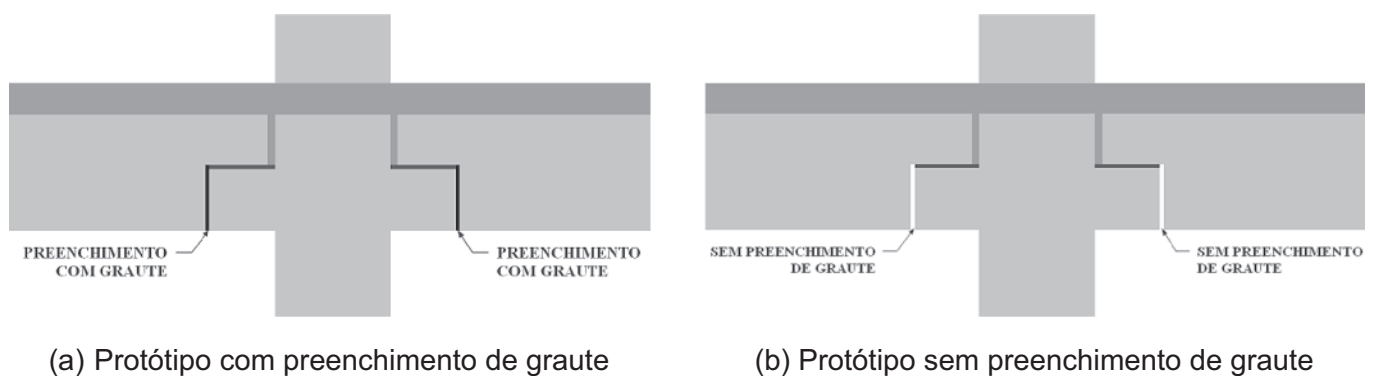 PREENCHIMENTO
COM GRAUTE
PREENCHIMENTO
COM GRAUTE
(a) Protótipo com preenchimento de graute
SEM PREENCHIMENTO
DE GRAUTE
SEM PREENCHIMENTO
DE GRAUTE
(b) Protótipo sem preenchimento de graute